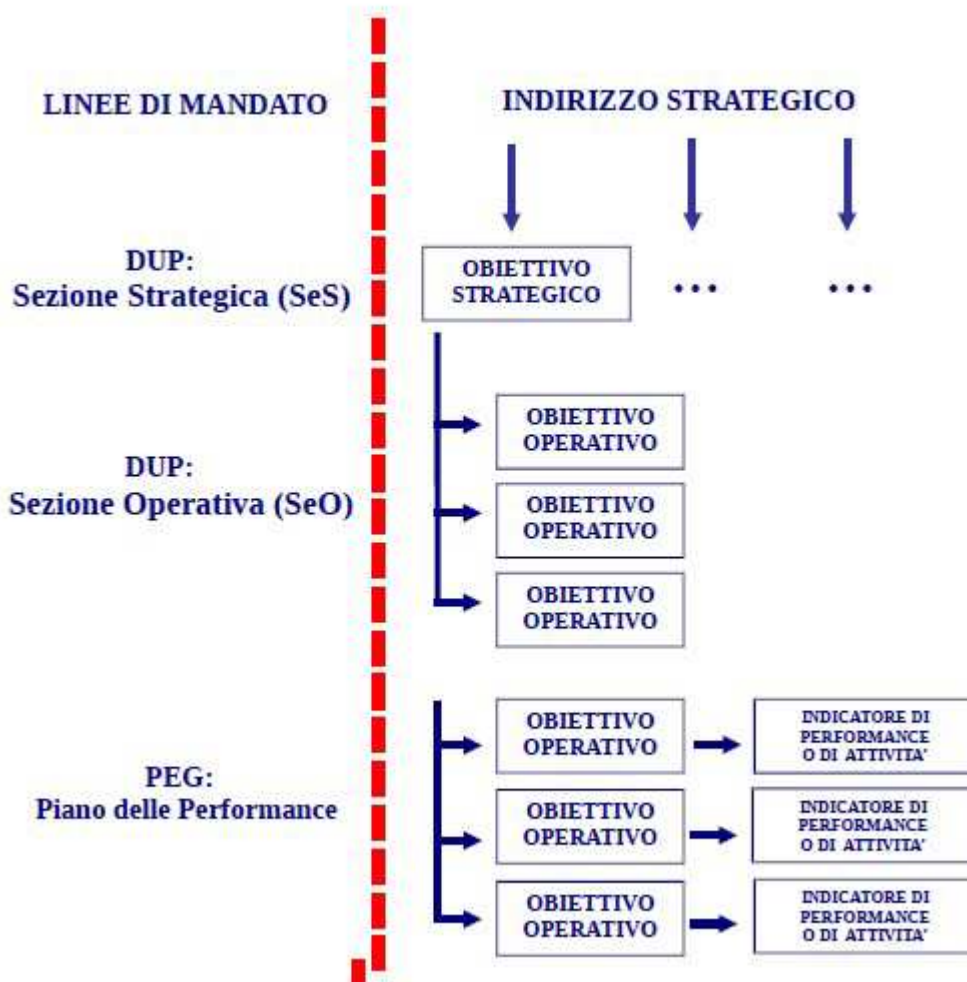 LINEE DI MANDATO
INDIRIZZO STRATEGICO
DUP:
Sezione Strategica (SeS)
OBIETTIVO
STRATEGICO
...
...
DUP:
Sezione Operativa (SeO)
OBIETTIVO
OPERATIVO
OBIETTIVO
OPERATIVO
OBIETTIVO
OPERATIVO
PEG:
Piano delle Performance
OBIETTIVO
OPERATIVO
INDICATORE DI
PERFORMANCE
O DI ATTIVITA'
OBIETTIVO
OPERATIVO
INDICATORE DI
PERFORMANCE
O DI ATTIVITA'
OBIETTIVO
OPERATIVO
INDICATORE DI
PERFORMANCE
O DI ATTIVITA'